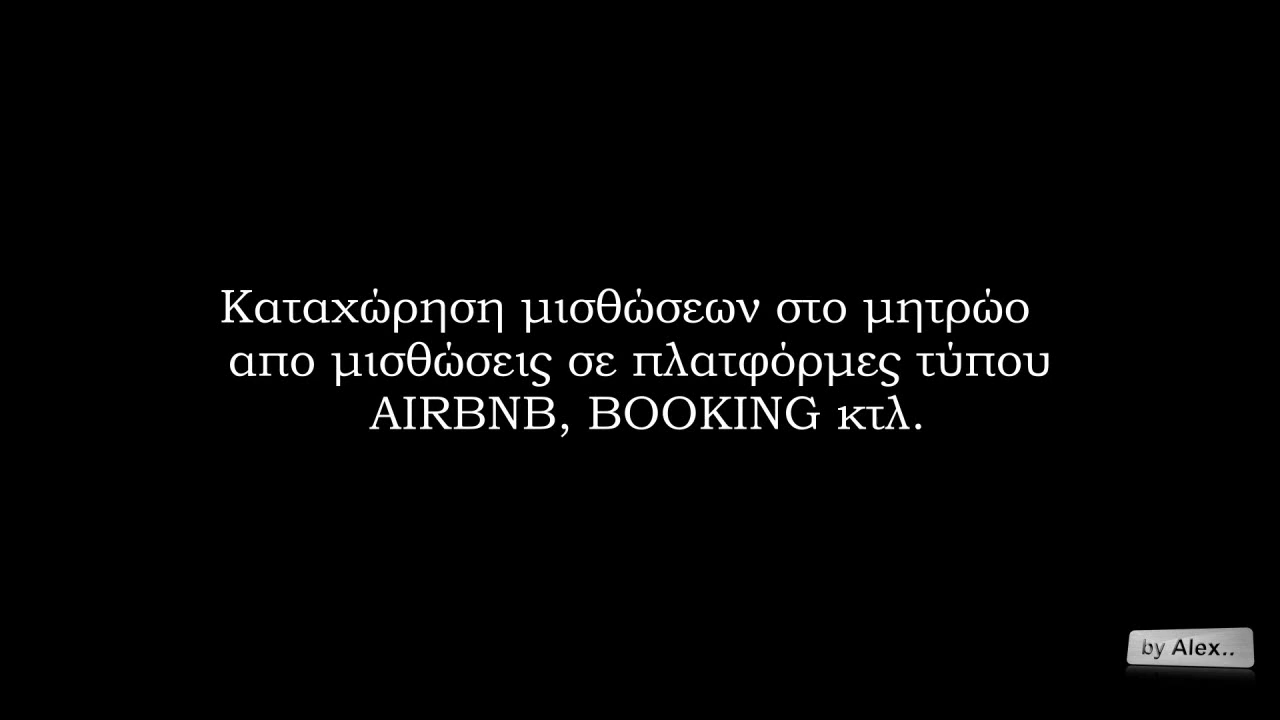 Καταχώρηση μισθώσεων στο μητρώο
απο μισθώσεις σε πλατφόρμες τύπου
AIRBNB, BOOKING κτλ.
by Alex..